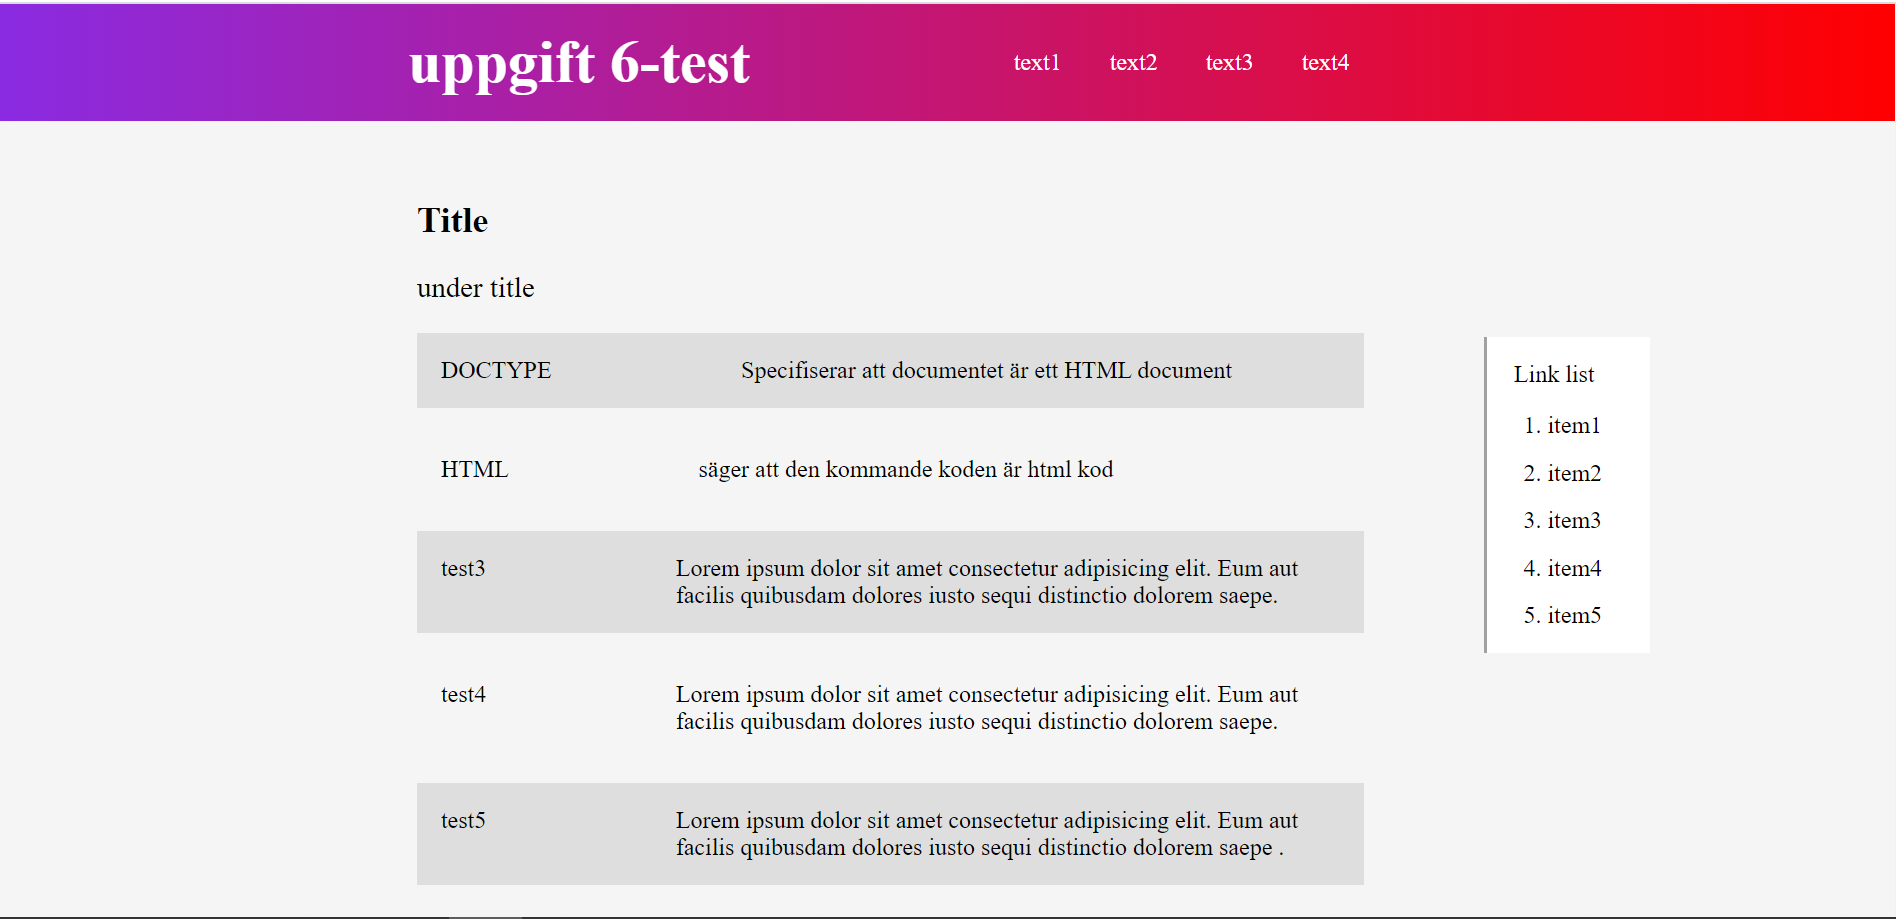 uppgift 6-test
text1 text2 text3 text4
Title
under title
DOCTYPE Specifiserar att documentet är ett HTML document
HTML säger att den kommande koden är html kod
test3 Lorem ipsum dolor sit amet consectetur adipisicing elit. Eum aut
facilis quibusdam dolores iusto sequi distinctio dolorem saepe.
test4 Lorem ipsum dolor sit amet consectetur adipisicing elit. Eum aut
facilis quibusdam dolores iusto sequi distinctio dolorem saepe.
test5 Lorem ipsum dolor sit amet consectetur adipisicing elit. Eum aut
facilis quibusdam dolores iusto sequi distinctio dolorem saepe .
Link list
1. item1
2. item2
3. item3
4. item4
5. item5